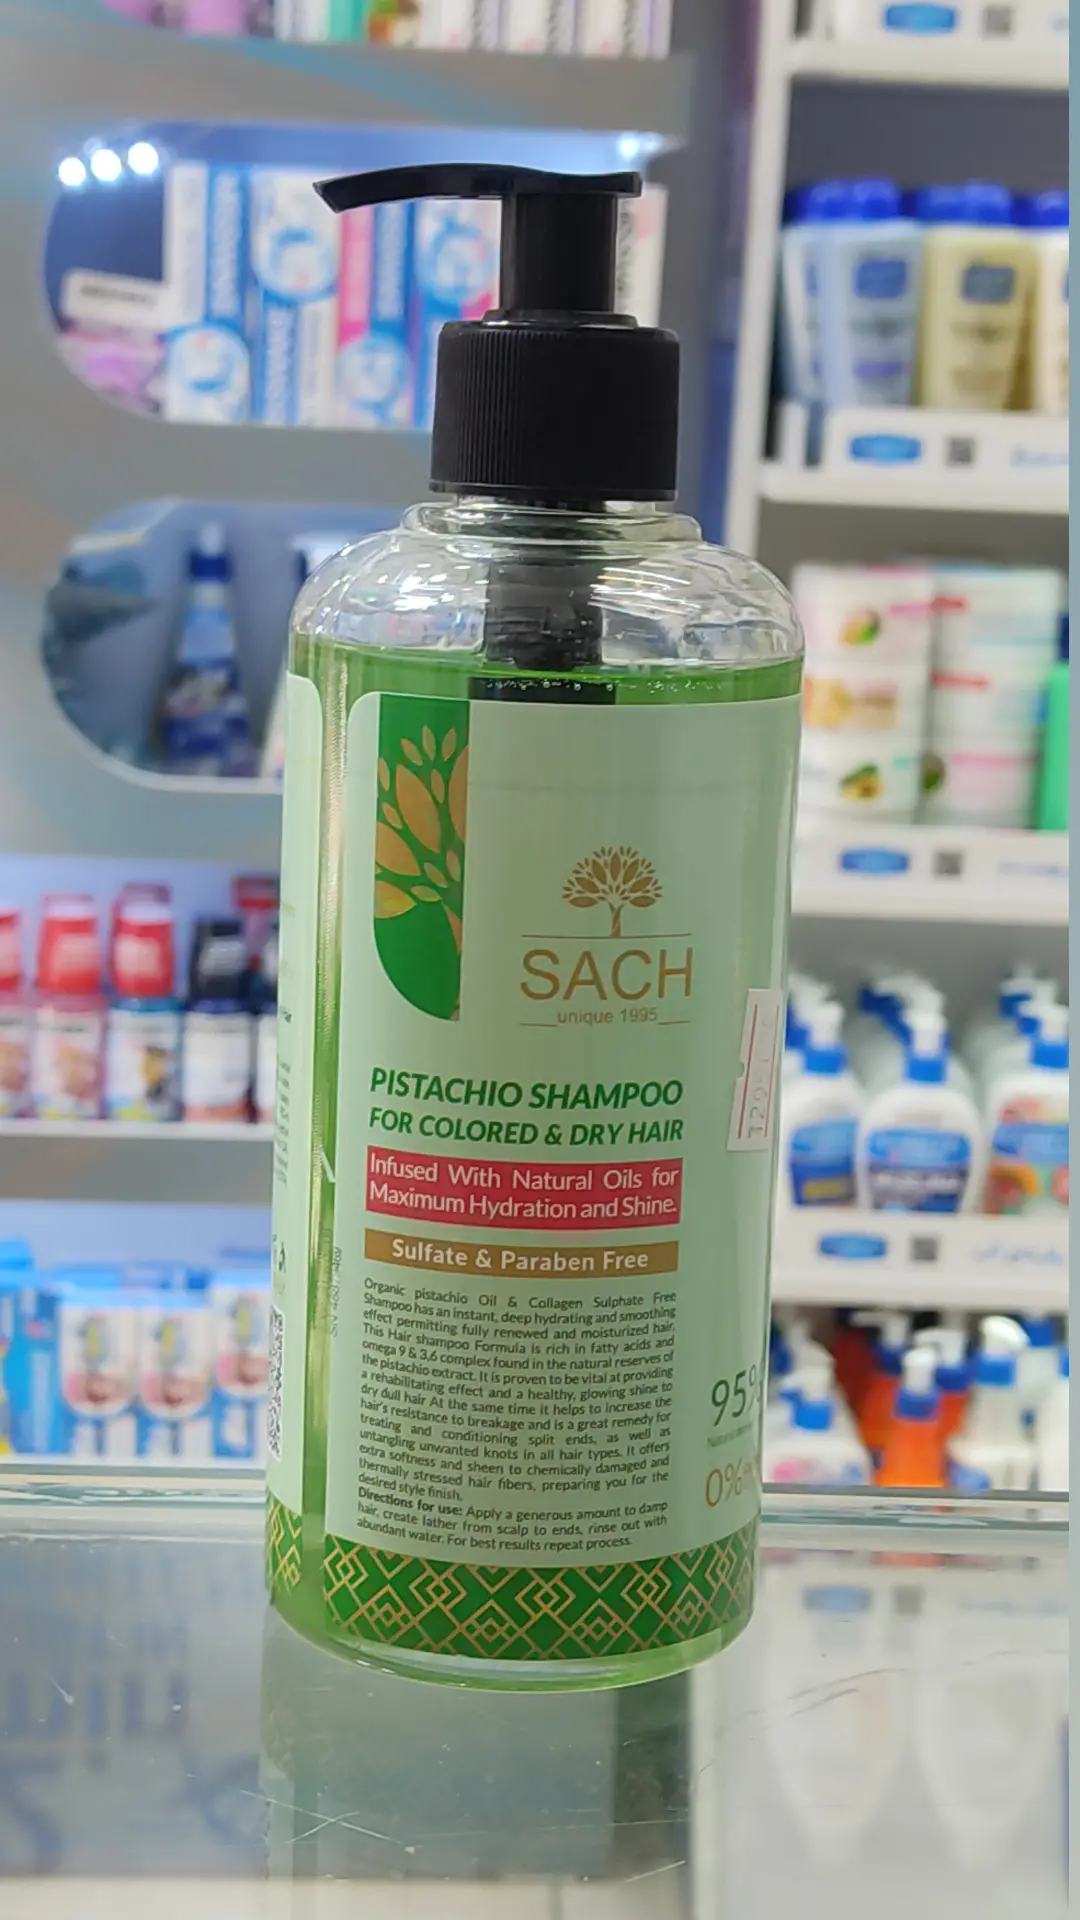 SACH
unique 1995
PISTACHIO SHAMPOO
FOR COLORED & DRY HAIR
Infused With Natural Oils for
Maximum Hydration and Shine.
Sulfate & Paraben Free
Organic pistachio Oil & Collagen Sulphate Free
Shampoo has an instant, deep hydrating and smoothing
effect permitting fully renewed and moisturized hair.
This Hair shampoo Formula is rich in fatty acids and
omega 9 & 3,6 complex found in the natural reserves of
the pistachio extract. It is proven to be vital at providing
a rehabilitating effect and a healthy, glowing shine to
dry dull hair At the same time it helps to increase the
hair's resistance to breakage and is a great remedy for
treating and conditioning split ends, as well as
untangling unwanted knots in all hair types. It offers
extra softness and sheen to chemically damaged and
thermally stressed hair fibers, preparing you for the
desired style finish.
Directions for use: Apply a generous amount to damp
hair, create lather from scalp to ends, rinse out with
abundant water. For best results repeat process.
95%
0%